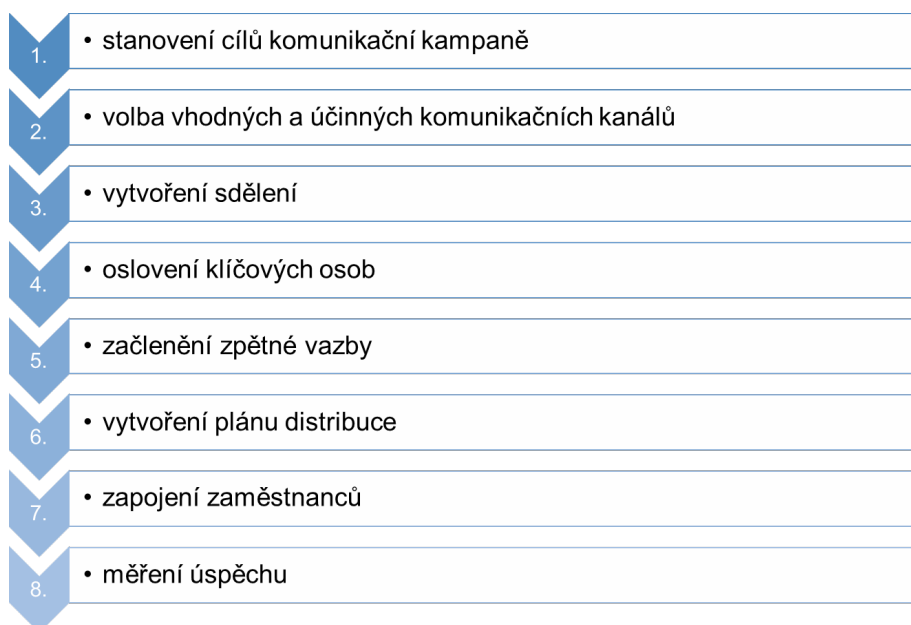 1. • stanovení cílů komunikační kampaně
2. • volba vhodných a účinných komunikačních kanálů
3. • vytvoření sdělení
4. • oslovení klíčových osob
5. • začlenění zpětné vazby
6. • vytvoření plánu distribuce
7. • zapojení zaměstnanců
8. • měření úspěchu